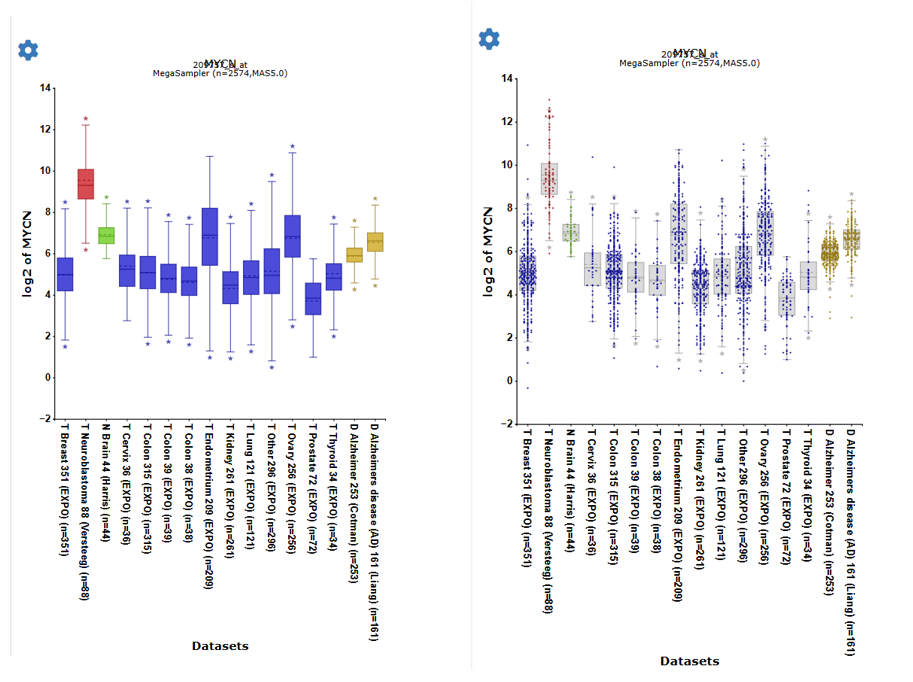 MYCN
MegaSampler (n=2574,MAS5.0)
log2 of MYCN
14
12
10
8
6
4
2
0
−2
T Breast 351 (EXPO) (n=351)
T Neuroblastoma 88 (Versteeg) (n=88)
N Brain 44 (Harris) (n=44)
T Cervix 36 (EXPO) (n=36)
T Colon 315 (EXPO) (n=315)
T Colon 39 (EXPO) (n=39)
T Colon 38 (EXPO) (n=38)
T Endometrium 209 (EXPO) (n=209)
T Kidney 261 (EXPO) (n=261)
T Lung 121 (EXPO) (n=121)
T Other 296 (EXPO) (n=296)
T Ovary 256 (EXPO) (n=256)
T Prostate 72 (EXPO) (n=72)
T Thyroid 34 (EXPO) (n=34)
D Alzheimer 253 (Cotman) (n=253)
D Alzheimers disease (AD) 161 (Liang) (n=161)
Datasets
MYCN
MegaSampler (n=2574,MAS5.0)
log2 of MYCN
14
12
10
8
6
4
2
0
−2
T Breast 351 (EXPO) (n=351)
T Neuroblastoma 88 (Versteeg) (n=88)
N Brain 44 (Harris) (n=44)
T Cervix 36 (EXPO) (n=36)
T Colon 315 (EXPO) (n=315)
T Colon 39 (EXPO) (n=39)
T Colon 38 (EXPO) (n=38)
T Endometrium 209 (EXPO) (n=209)
T Kidney 261 (EXPO) (n=261)
T Lung 121 (EXPO) (n=121)
T Other 296 (EXPO) (n=296)
T Ovary 256 (EXPO) (n=256)
T Prostate 72 (EXPO) (n=72)
T Thyroid 34 (EXPO) (n=34)
D Alzheimer 253 (Cotman) (n=253)
D Alzheimers disease (AD) 161 (Liang) (n=161)
Datasets